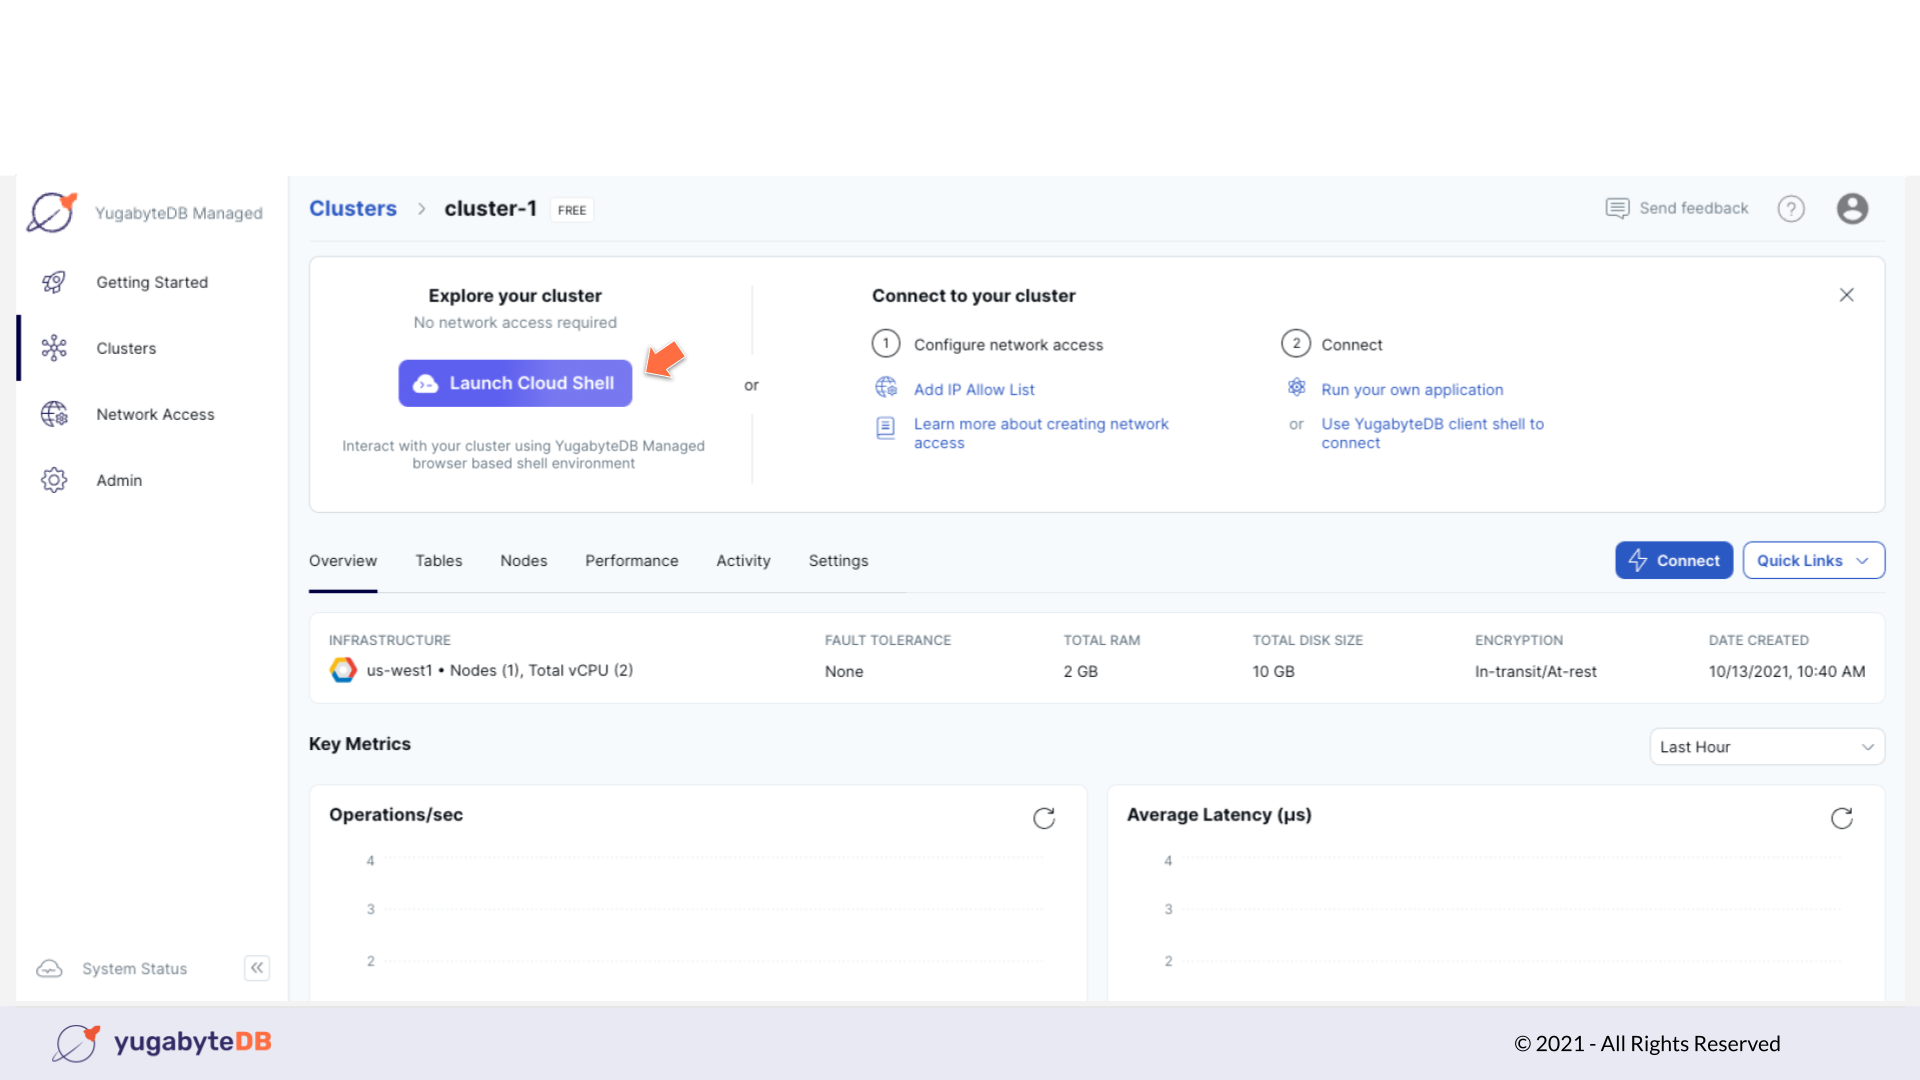 YugabyteDB Managed
Getting Started
Clusters
Network Access
Admin
System Status
Clusters > cluster-1 FREE
Send feedback
?
Explore your cluster
No network access required
Launch Cloud Shell
Interact with your cluster using YugabyteDB Managed
browser based shell environment
or
Connect to your cluster
1 Configure network access
Add IP Allow List
Learn more about creating network
access
2 Connect
Run your own application
or Use YugabyteDB client shell to
connect
Overview Tables Nodes Performance Activity Settings
Connect
Quick Links
INFRASTRUCTURE
us-west1 • Nodes (1), Total vCPU (2)
FAULT TOLERANCE
None
TOTAL RAM
2 GB
TOTAL DISK SIZE
10 GB
ENCRYPTION
In-transit/At-rest
DATE CREATED
10/13/2021, 10:40 AM
Key Metrics
Last Hour
Operations/sec
4
3
2
Average Latency (µs)
4
3
2
yugabyteDB
© 2021 - All Rights Reserved